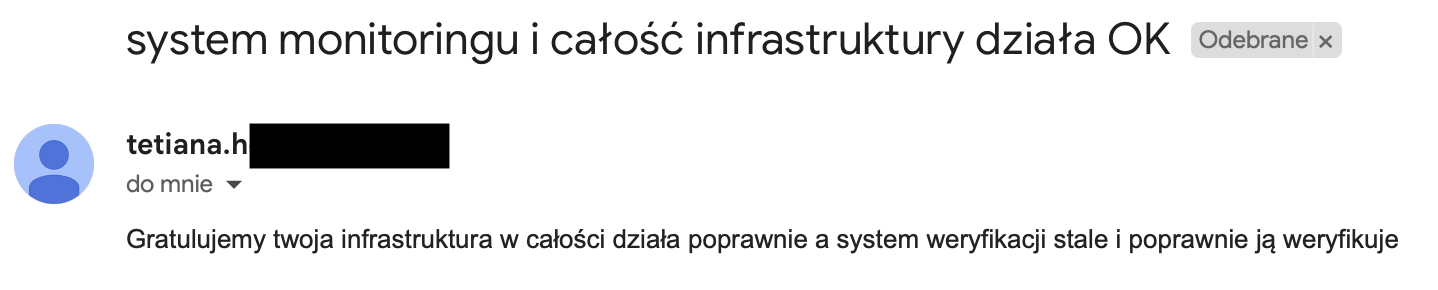 system monitoringu i całość infrastruktury działa OK Odebrane ×
tetiana.h
do mnie
Gratulujemy twoja infrastruktura w całości działa poprawnie a system weryfikacji stale i poprawnie ją weryfikuje